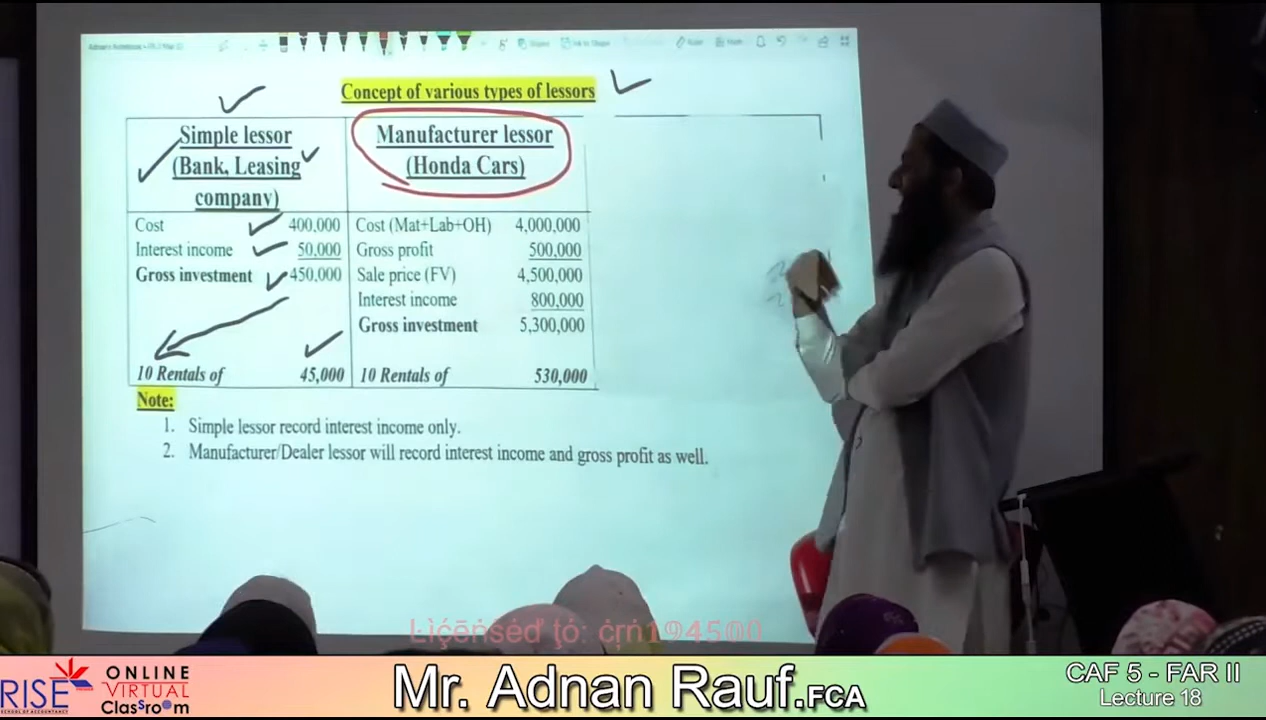 Concept of various types of lessors
Simple lessor
(Bank, Leasing
company)
Manufacturer lessor
(Honda Cars)
Cost 400,000 Cost (Mat+Lab+OH) 4,000,000
Interest income 50,000 Gross profit 500,000
Gross investment 450,000 Sale price (FV) 4,500,000
Interest income 800,000
Gross investment 5,300,000
10 Rentals of 45,000 10 Rentals of 530,000
Note:
1. Simple lessor record interest income only.
2. Manufacturer/Dealer lessor will record interest income and gross profit as well.
Ŀìçēṅsėḋ ţó: ċṙṅ194500
RISE
ONLINE
VIRTUAL
Classroom
Mr. Adnan Rauf.FCA
CAF 5 - FAR II
Lecture 18